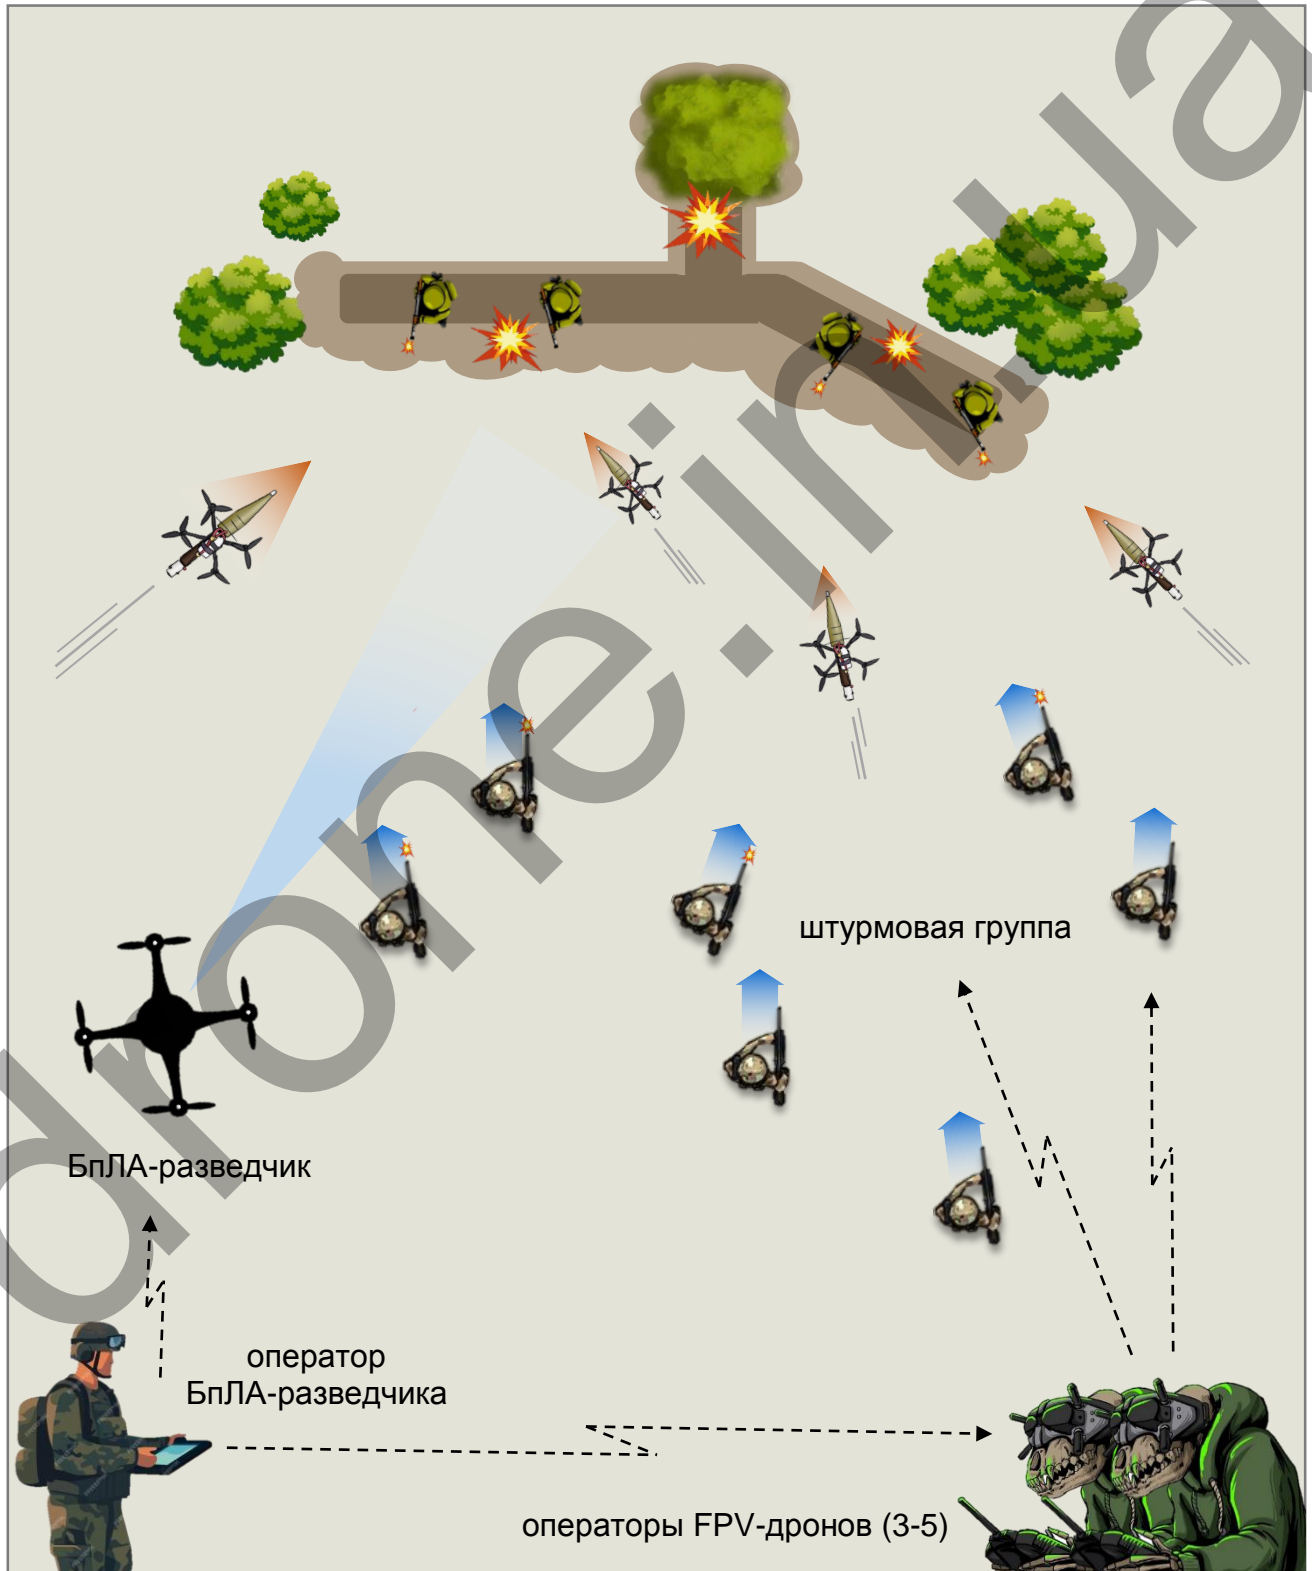 штурмовая группа
БпЛА-разведчик
оператор
БпЛА-разведчика
операторы FPV-дронов (3-5)
drone.in.ua